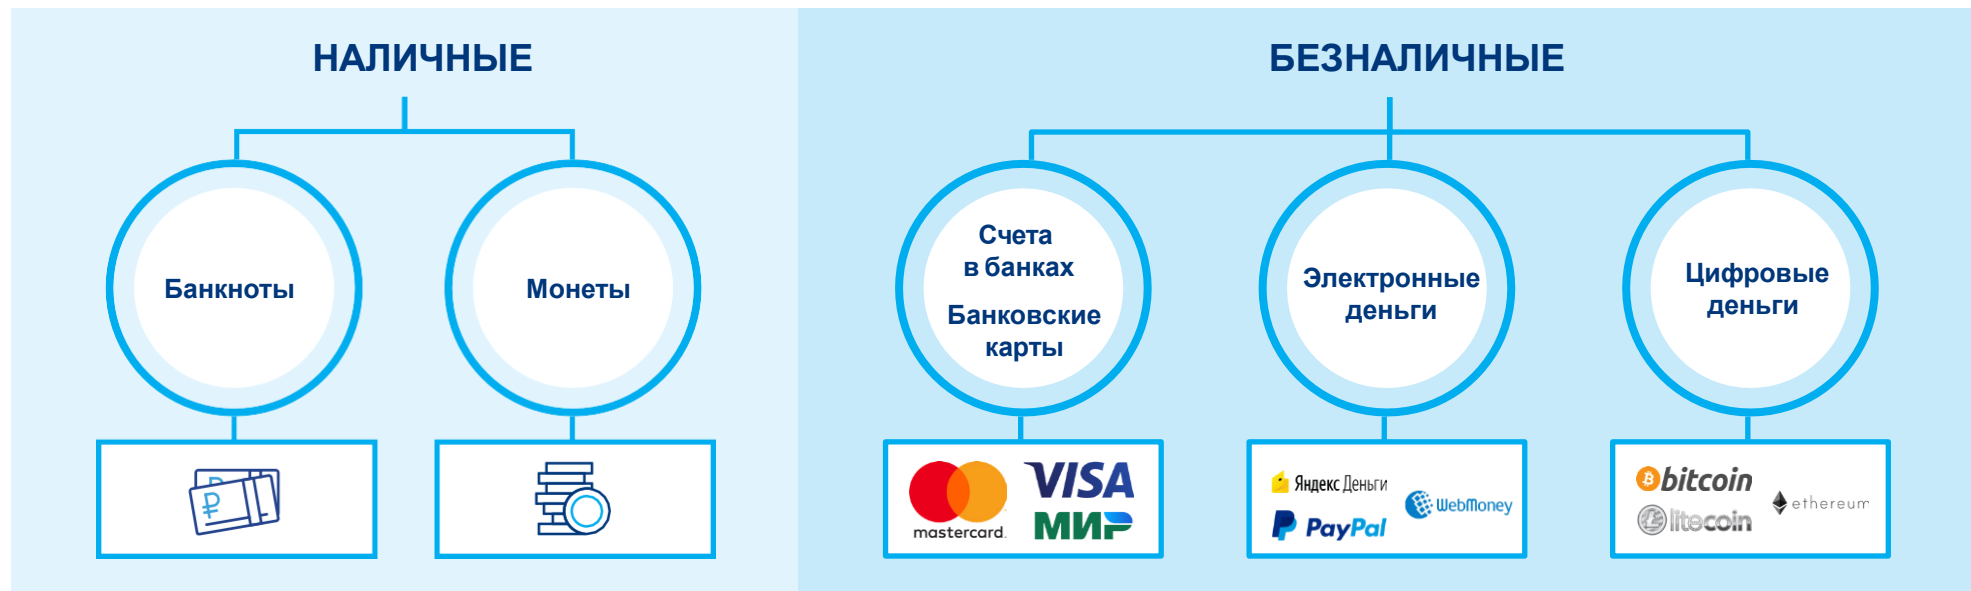 НАЛИЧНЫЕ
БЕЗНАЛИЧНЫЕ
Банкноты
Монеты
Счета
в банках
Банковские
карты
Электронные
деньги
Цифровые
деньги
₽
₽
mastercard.
VISA
МИР
Яндекс Деньги
WebMoney
PayPal
bitcoin
ethereum
litecoin